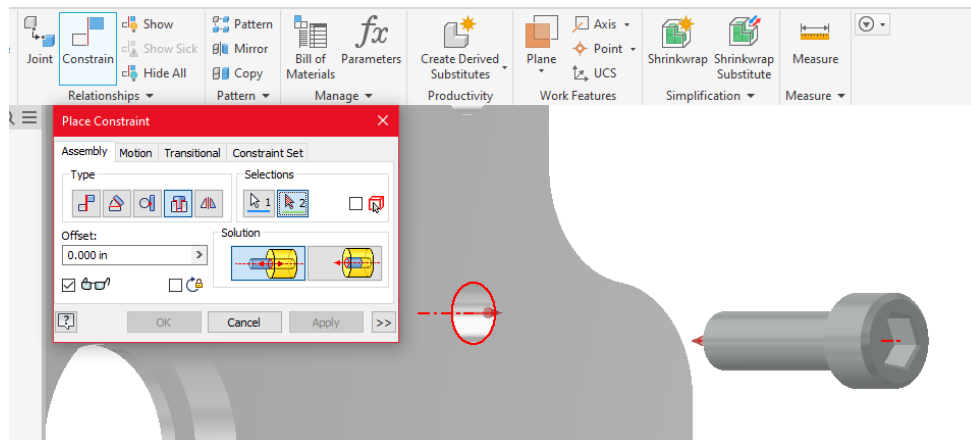 Joint
Constrain
Show
Show Sick
Hide All
Relationships
Pattern
Mirror
Copy
Pattern
Bill of
Materials
fx
Parameters
Manage
Create Derived
Substitutes
Productivity
Plane
Axis
Point
UCS
Work Features
Shrinkwrap
Shrinkwrap
Substitute
Simplification
Measure
Measure
Place Constraint
Assembly
Motion
Transitional
Constraint Set
Type
Selections
1
2
Offset:
Solution
0.000 in
>
?
OK
Cancel
Apply
>>